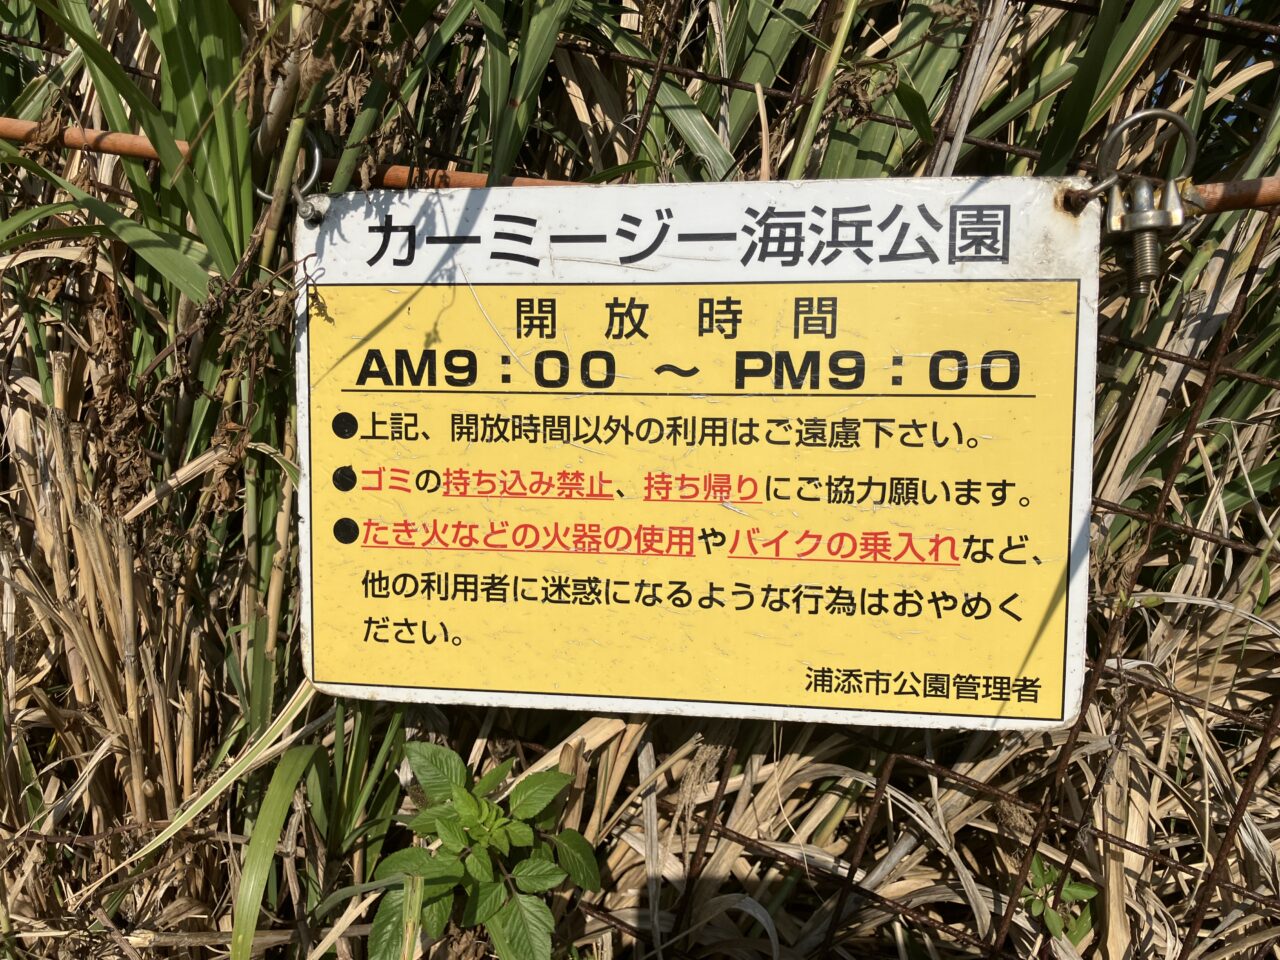 カーミージー海浜公園
開放時間
AM9：00 ～ PM9：00
●上記、開放時間以外の利用はご遠慮下さい。
●ゴミの持ち込み禁止、持ち帰りにご協力願います。
●たき火などの火器の使用やバイクの乗入れなど、
他の利用者に迷惑になるような行為はおやめく
ださい。
浦添市公園管理者